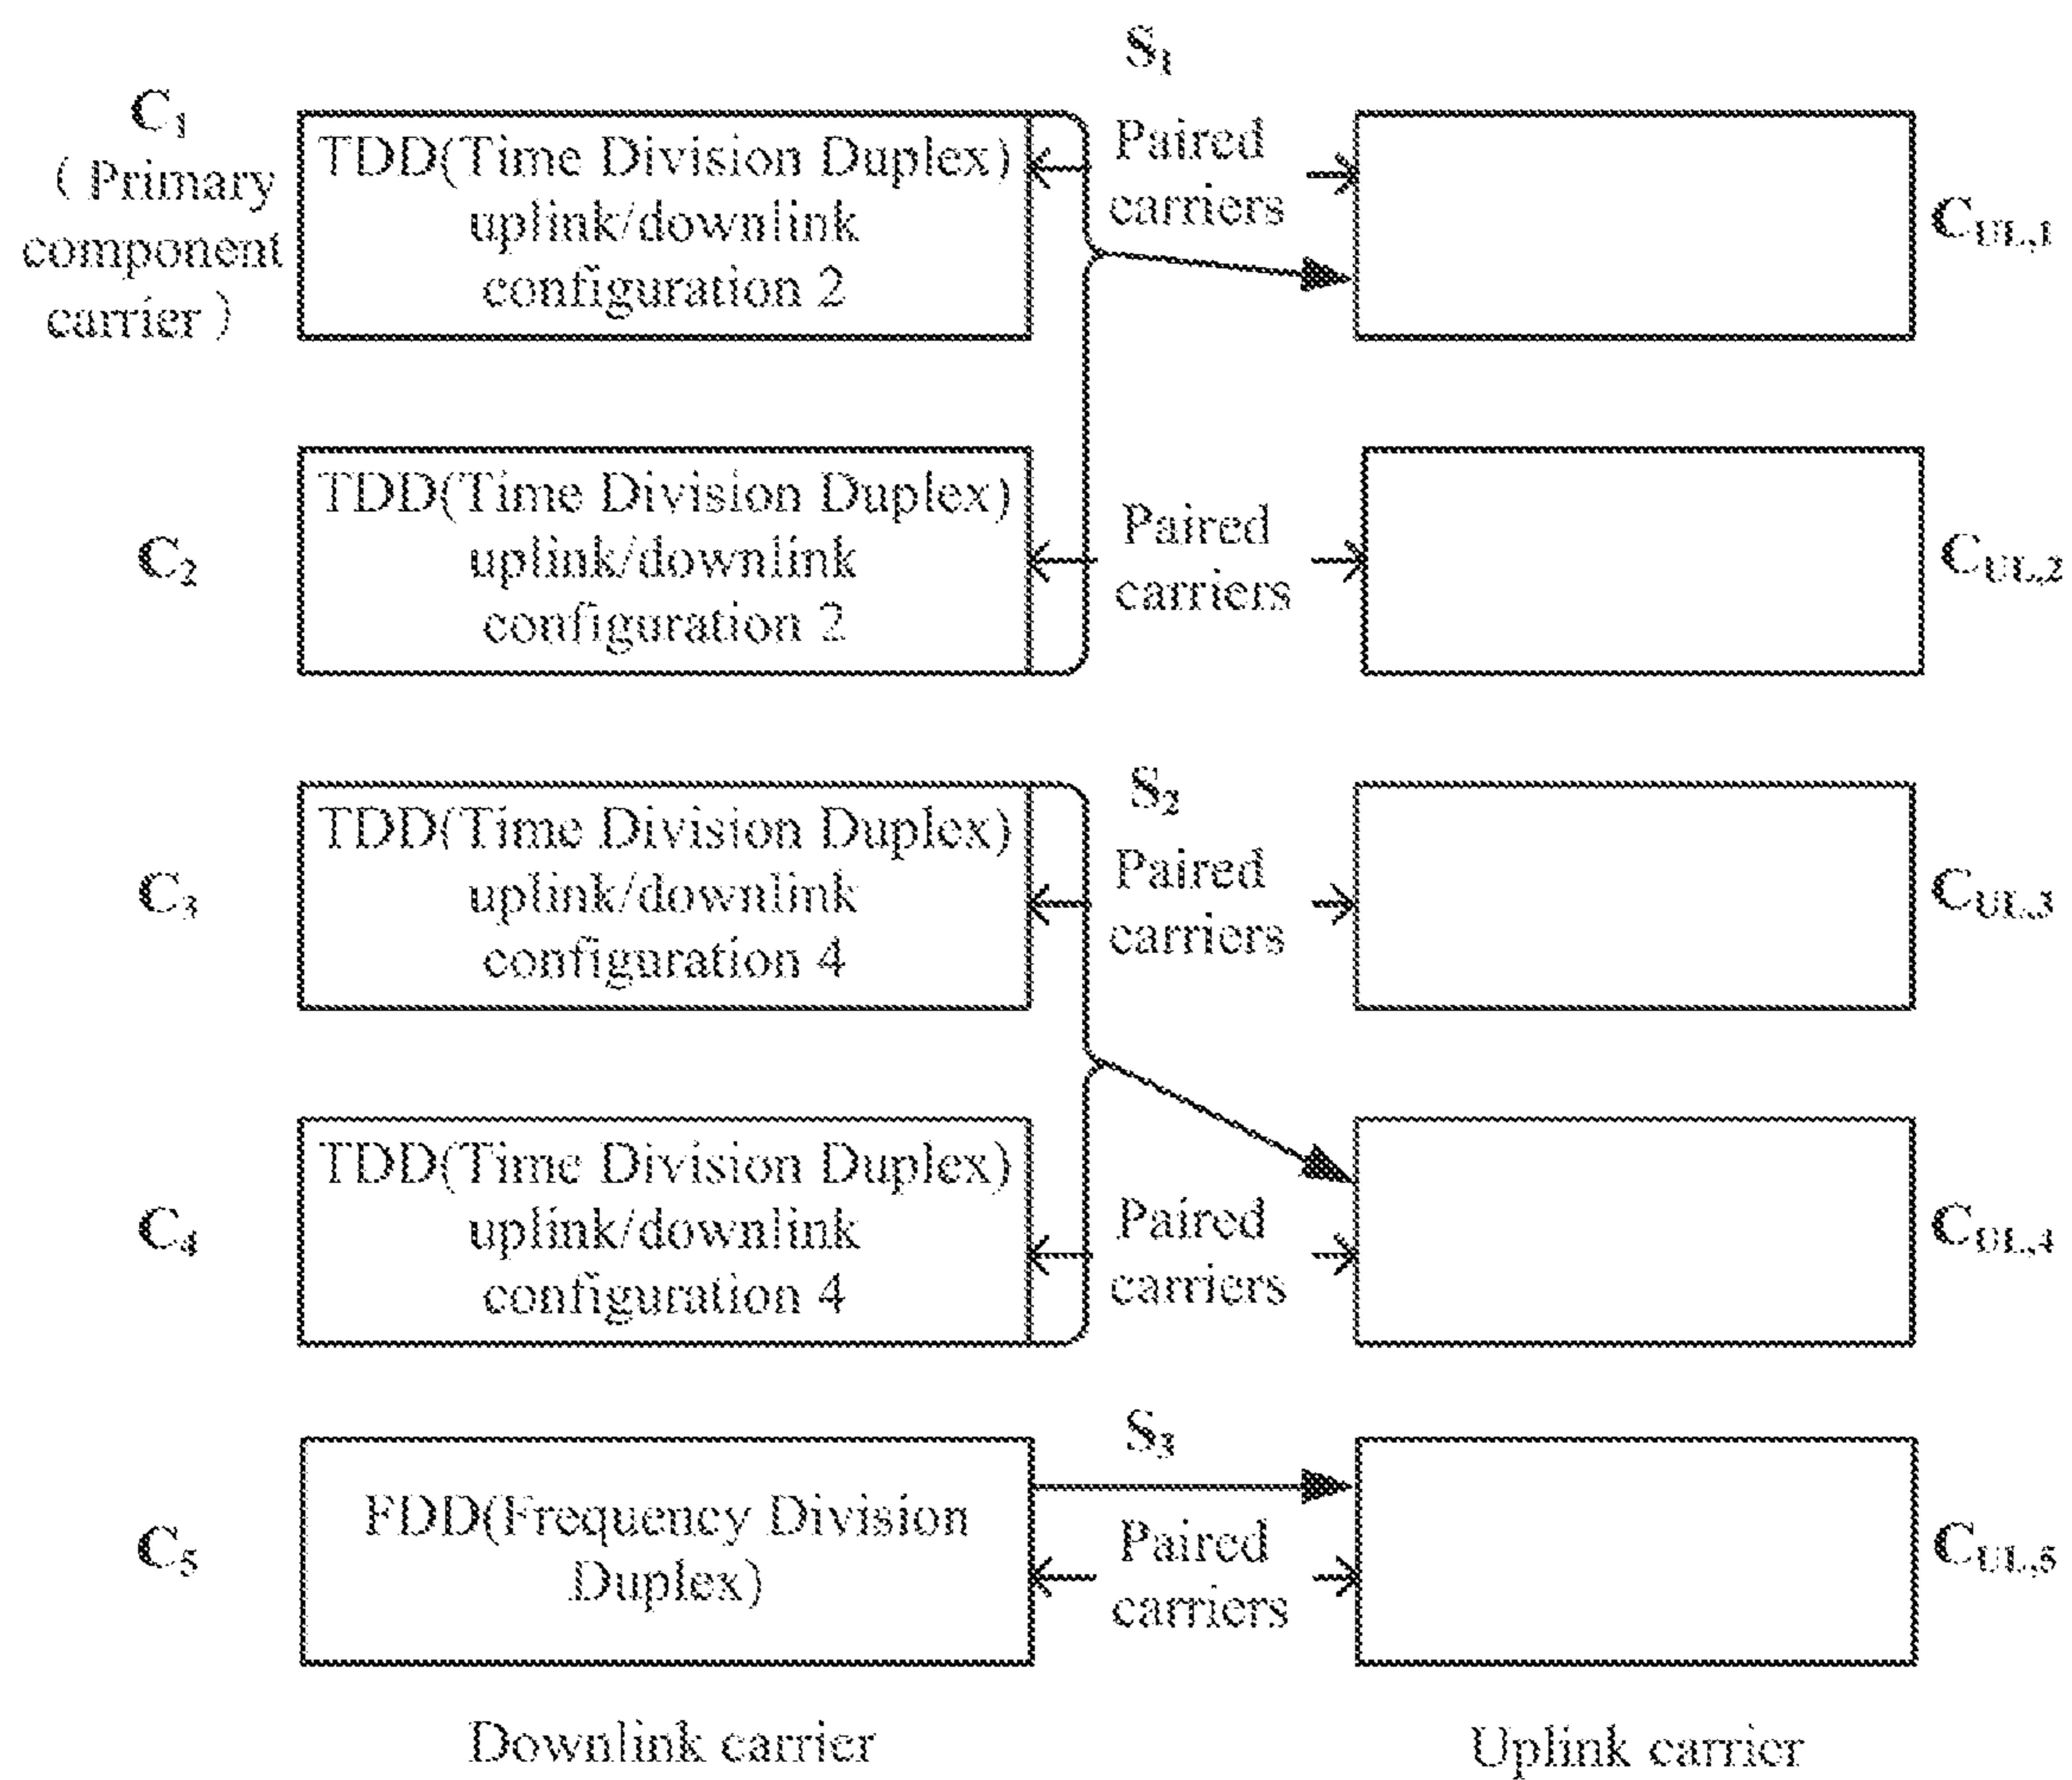 S1
C1
( Primary
component
carrier )
TDD(Time Division Duplex)
uplink/downlink
configuration 2
Paired
carriers
CUL,1
C2
TDD(Time Division Duplex)
uplink/downlink
configuration 2
Paired
carriers
CUL,2
S2
C3
TDD(Time Division Duplex)
uplink/downlink
configuration 4
Paired
carriers
CUL,3
C4
TDD(Time Division Duplex)
uplink/downlink
configuration 4
Paired
carriers
CUL,4
S3
C5
FDD(Frequency Division
Duplex)
Paired
carriers
CUL,5
Downlink carrier
Uplink carrier